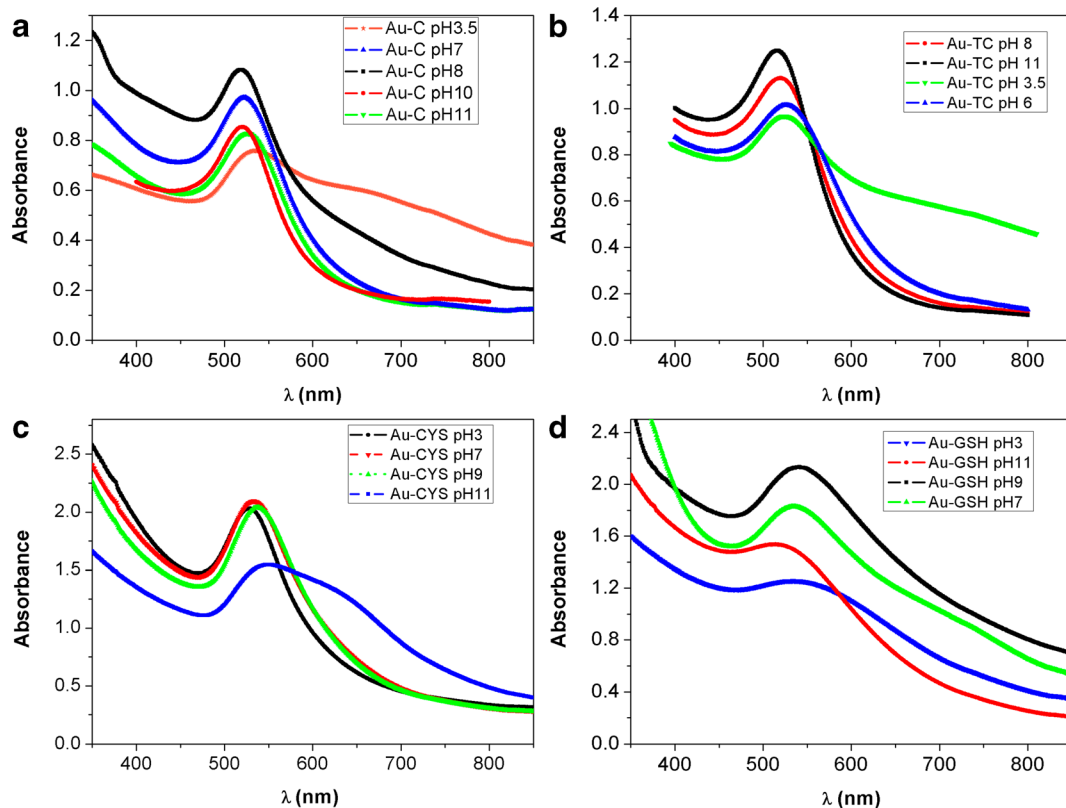 a
Au-C pH3.5
Au-C pH7
Au-C pH8
Au-C pH10
Au-C pH11
Absorbance
1.2
1.0
0.8
0.6
0.4
0.2
0.0
400 500 600 700 800
λ (nm)
b
Au-TC pH 8
Au-TC pH 11
Au-TC pH 3.5
Au-TC pH 6
Absorbance
1.4
1.2
1.0
0.8
0.6
0.4
0.2
0.0
400 500 600 700 800
λ (nm)
c
Au-CYS pH3
Au-CYS pH7
Au-CYS pH9
Au-CYS pH11
Absorbance
2.5
2.0
1.5
1.0
0.5
0.0
400 500 600 700 800
λ (nm)
d
Au-GSH pH3
Au-GSH pH11
Au-GSH pH9
Au-GSH pH7
Absorbance
2.4
2.0
1.6
1.2
0.8
0.4
0.0
400 500 600 700 800
λ (nm)